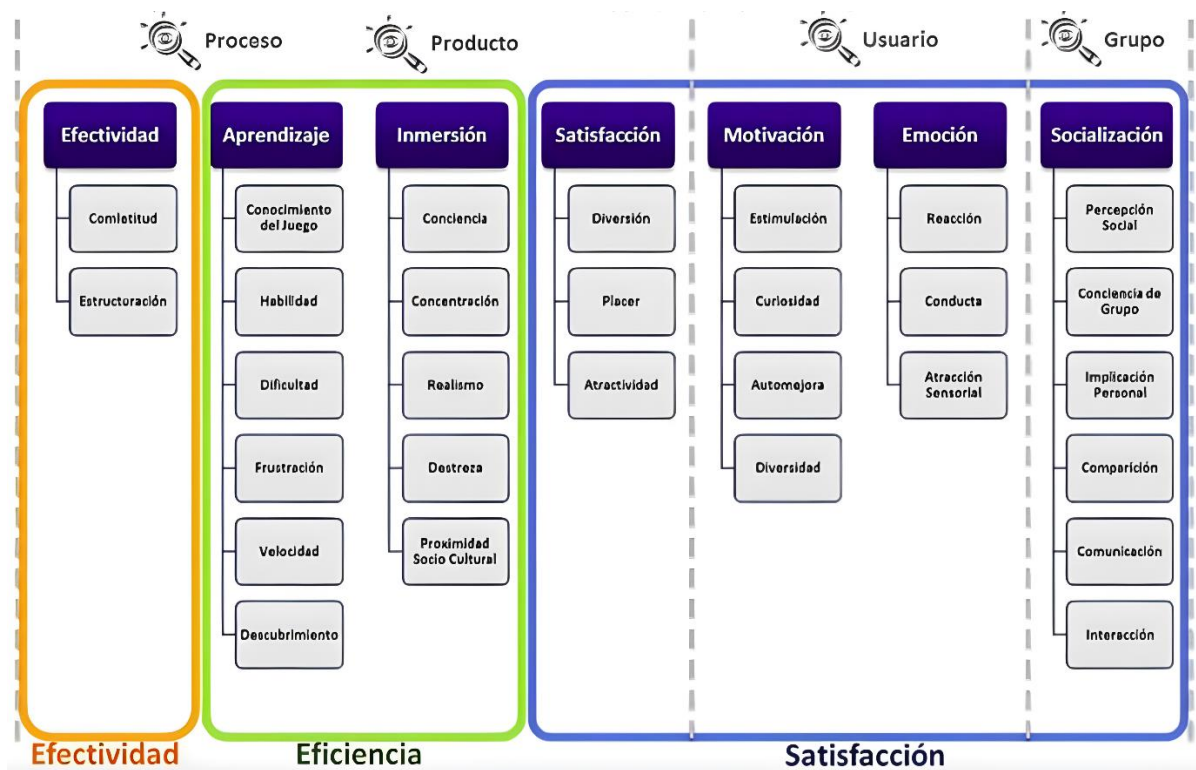 Proceso
Producto
Usuario
Grupo
Efectividad
Comletitud
Estructuración
Aprendizaje
Conocimiento
del Juego
Habilidad
Dificultad
Frustración
Velocidad
Descubrimiento
Inmersión
Conciencia
Concentración
Realismo
Destreza
Proximidad
Socio Cultural
Satisfacción
Diversión
Placer
Atractividad
Motivación
Estimulación
Curiosidad
Automejora
Diversidad
Emoción
Reacción
Conducta
Atracción
Sensorial
Socialización
Percepción
Social
Conciencia de
Grupo
Implicación
Personal
Comparición
Comunicación
Interacción
Efectividad
Eficiencia
Satisfacción